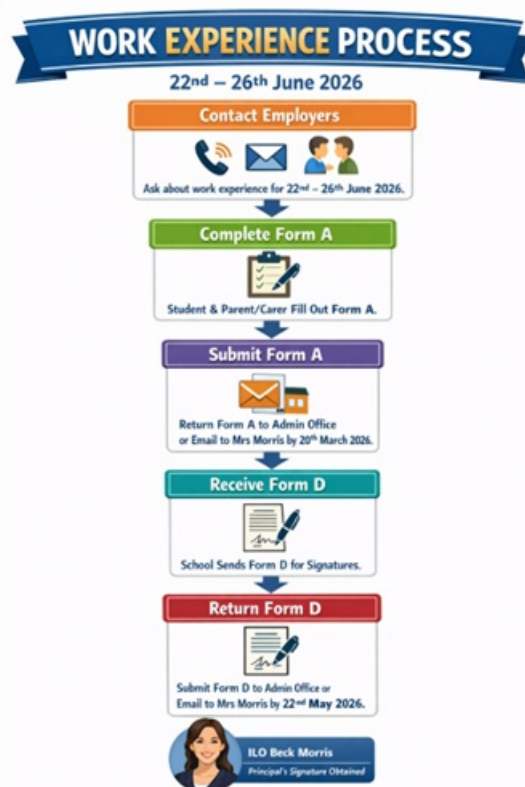 WORK EXPERIENCE PROCESS
22nd – 26th June 2026
Contact Employers
Ask about work experience for 22nd – 26th June 2026.
Complete Form A
Student & Parent/Carer Fill Out Form A.
Submit Form A
Return Form A to Admin Office
or Email to Mrs Morris by 20th March 2026.
Receive Form D
School Sends Form D for Signatures.
Return Form D
Submit Form D to Admin Office or
Email to Mrs Morris by 22nd May 2026.
ILO Beck Morris
Principal's Signature Obtained